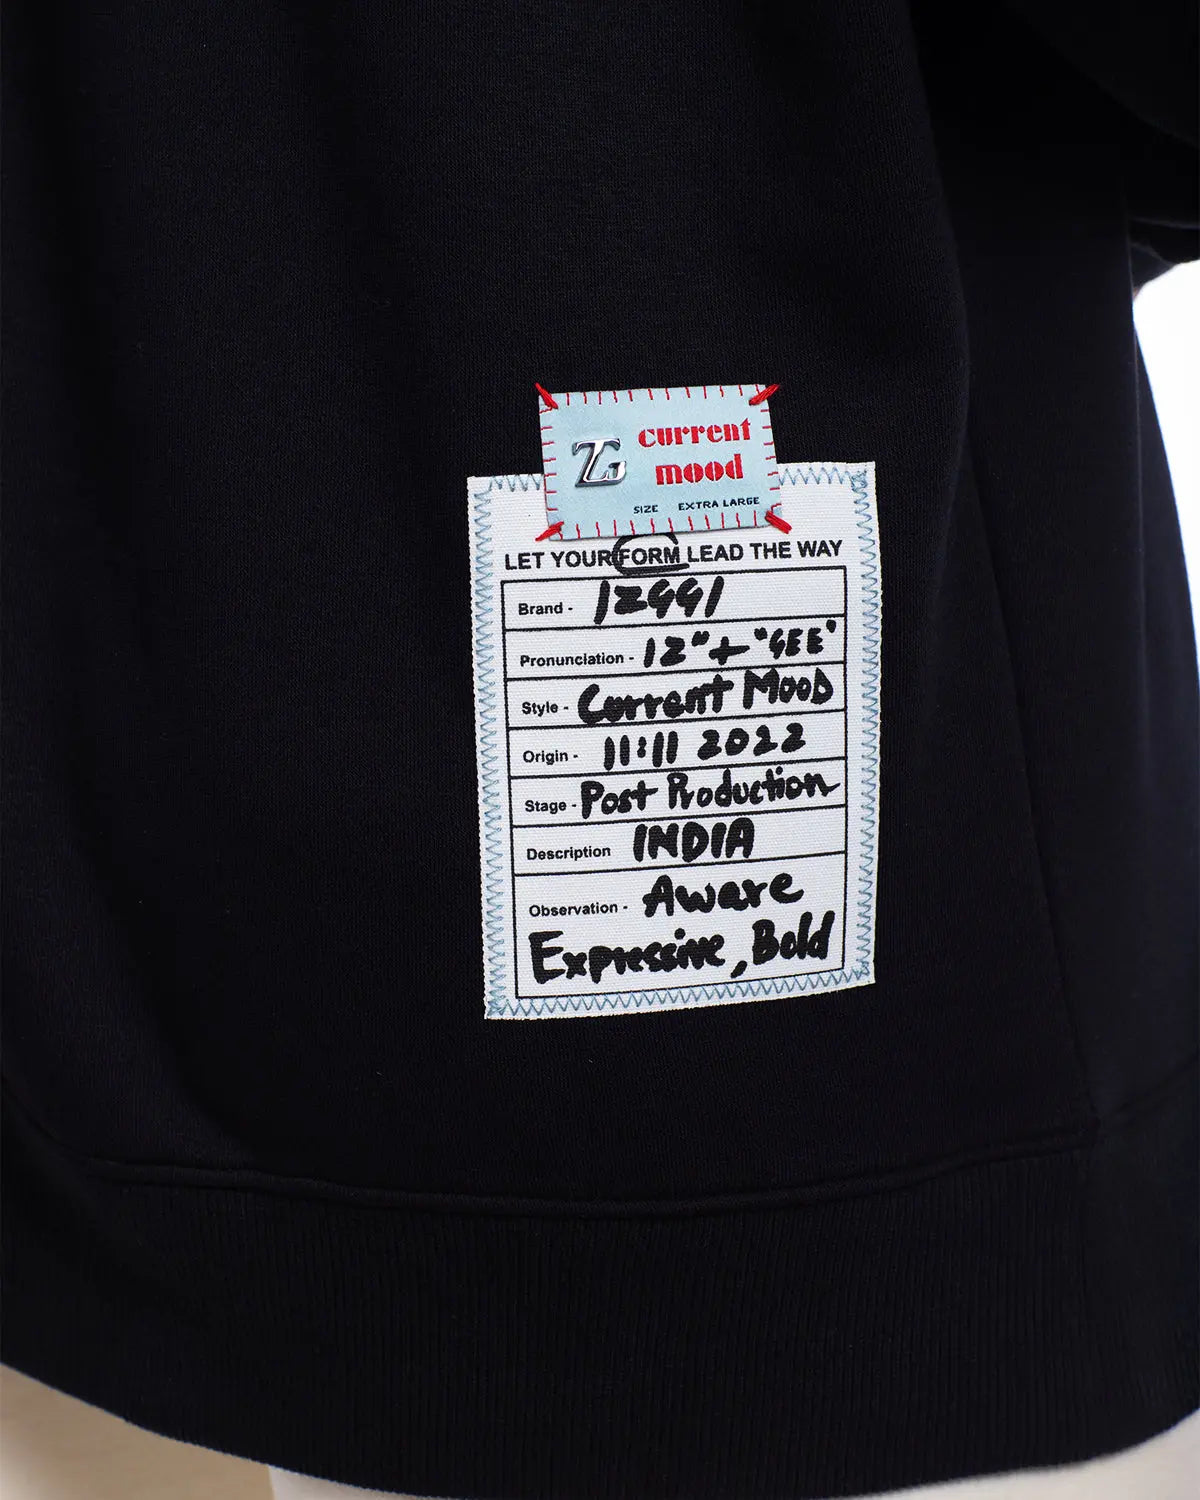 current
mood
SIZE EXTRA LARGE
LET YOUR FORM LEAD THE WAY
Brand - 12991
Pronunciation - 12" + "GEE"
Style - Current Mood
Origin - 11:11 2022
Stage - Post Production
Description INDIA
Observation - Aware
Expressive, Bold